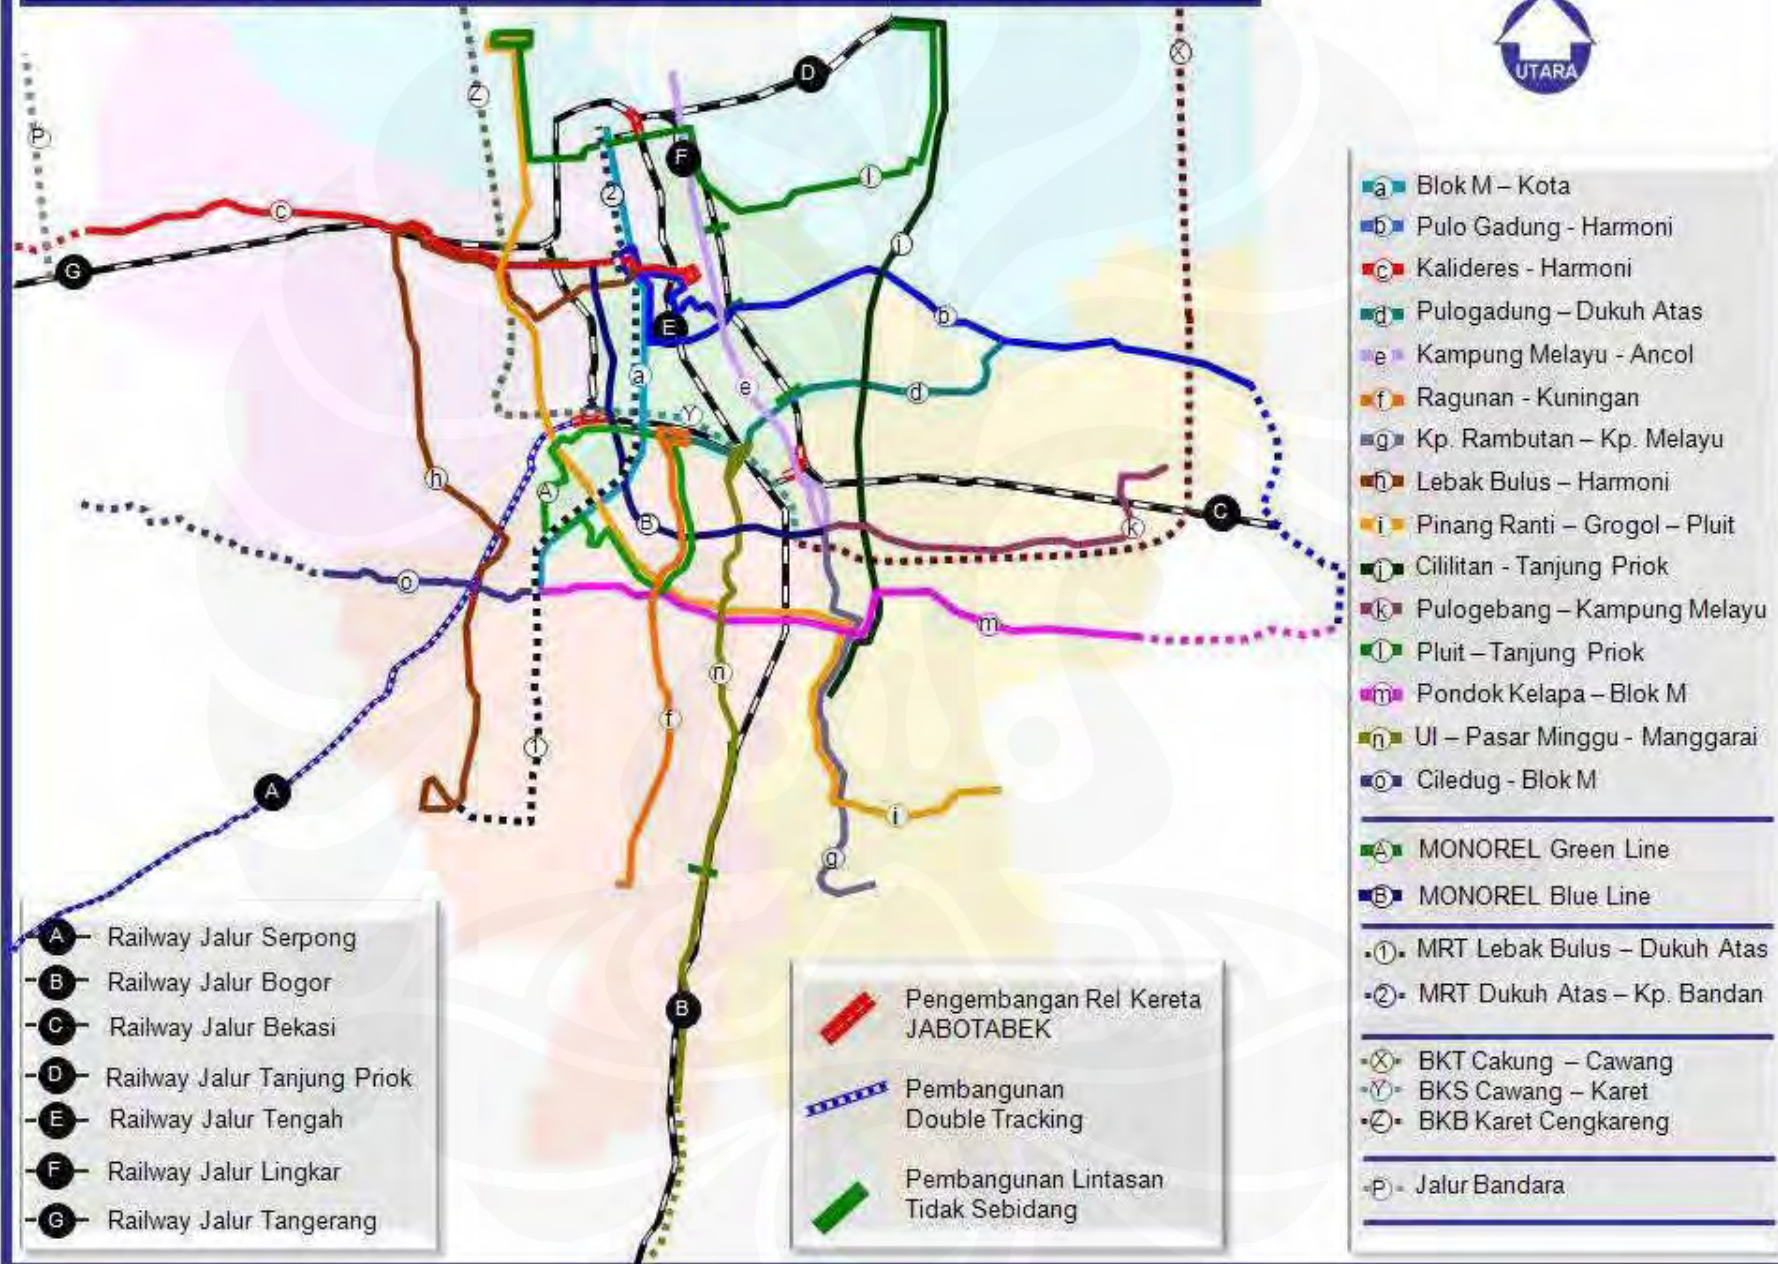 UTARA
X
Z
P
D
F
l
2
c
G
j
b
E
a
e
d
Y
h
A
B
C
k
o
m
n
f
1
A
i
g
B
a Blok M – Kota
b Pulo Gadung - Harmoni
c Kalideres - Harmoni
d Pulogadung – Dukuh Atas
e Kampung Melayu - Ancol
f Ragunan - Kuningan
g Kp. Rambutan – Kp. Melayu
h Lebak Bulus – Harmoni
i Pinang Ranti – Grogol – Pluit
j Cililitan - Tanjung Priok
k Pulogebang – Kampung Melayu
l Pluit – Tanjung Priok
m Pondok Kelapa – Blok M
n UI – Pasar Minggu - Manggarai
o Ciledug - Blok M
A MONOREL Green Line
B MONOREL Blue Line
1 MRT Lebak Bulus – Dukuh Atas
2 MRT Dukuh Atas – Kp. Bandan
X BKT Cakung – Cawang
Y BKS Cawang – Karet
Z BKB Karet Cengkareng
P Jalur Bandara
A Railway Jalur Serpong
B Railway Jalur Bogor
C Railway Jalur Bekasi
D Railway Jalur Tanjung Priok
E Railway Jalur Tengah
F Railway Jalur Lingkar
G Railway Jalur Tangerang
Pengembangan Rel Kereta
JABOTABEK
Pembangunan
Double Tracking
Pembangunan Lintasan
Tidak Sebidang